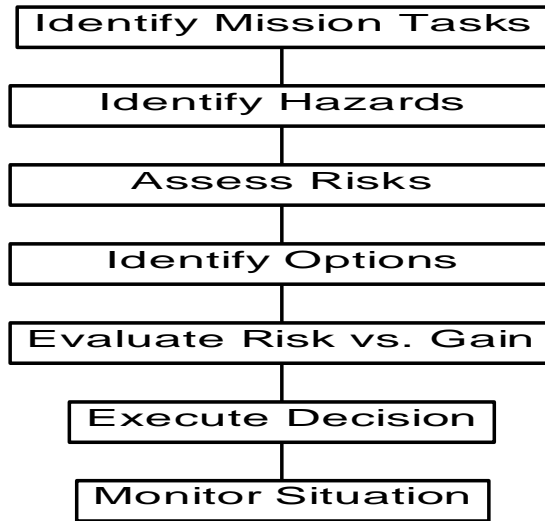 Identify Mission Tasks
Identify Hazards
Assess Risks
Identify Options
Evaluate Risk vs. Gain
Execute Decision
Monitor Situation